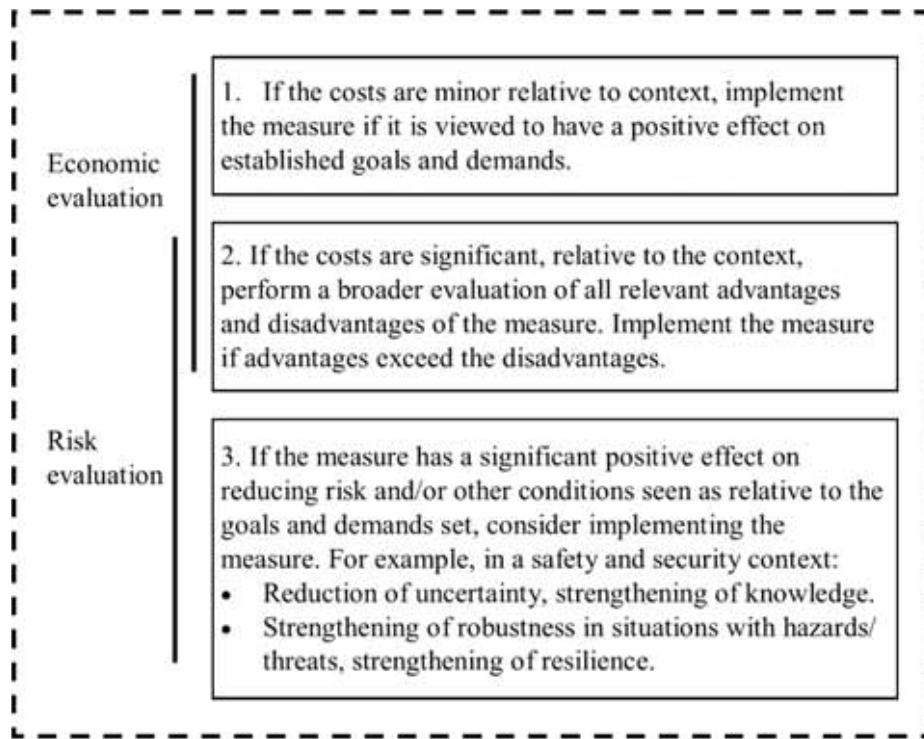 Economic
evaluation
1. If the costs are minor relative to context, implement
the measure if it is viewed to have a positive effect on
established goals and demands.
2. If the costs are significant, relative to the context,
perform a broader evaluation of all relevant advantages
and disadvantages of the measure. Implement the measure
if advantages exceed the disadvantages.
Risk
evaluation
3. If the measure has a significant positive effect on
reducing risk and/or other conditions seen as relative to the
goals and demands set, consider implementing the
measure. For example, in a safety and security context:
• Reduction of uncertainty, strengthening of knowledge.
• Strengthening of robustness in situations with hazards/
threats, strengthening of resilience.